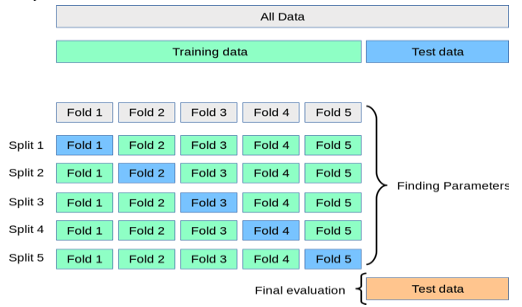 All Data
Training data Test data
Fold 1 Fold 2 Fold 3 Fold 4 Fold 5
Split 1 Fold 1 Fold 2 Fold 3 Fold 4 Fold 5
Split 2 Fold 1 Fold 2 Fold 3 Fold 4 Fold 5
Finding Parameters
Split 3 Fold 1 Fold 2 Fold 3 Fold 4 Fold 5
Split 4 Fold 1 Fold 2 Fold 3 Fold 4 Fold 5
Split 5 Fold 1 Fold 2 Fold 3 Fold 4 Fold 5
Final evaluation Test data